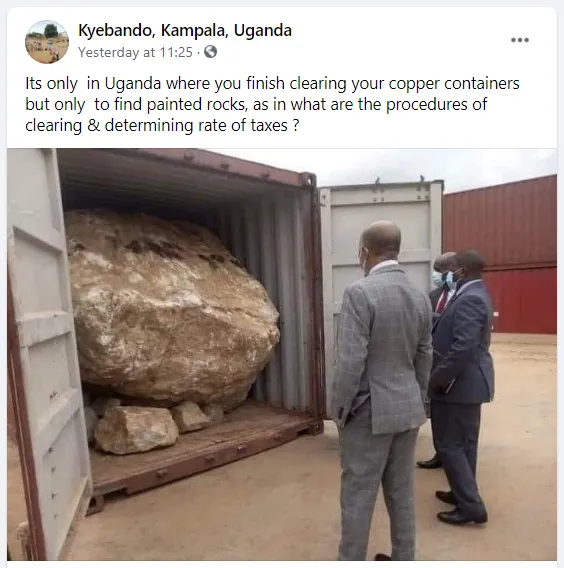 Kyebando, Kampala, Uganda
Yesterday at 11:25 ·
Its only in Uganda where you finish clearing your copper containers
but only to find painted rocks, as in what are the procedures of
clearing & determining rate of taxes ?